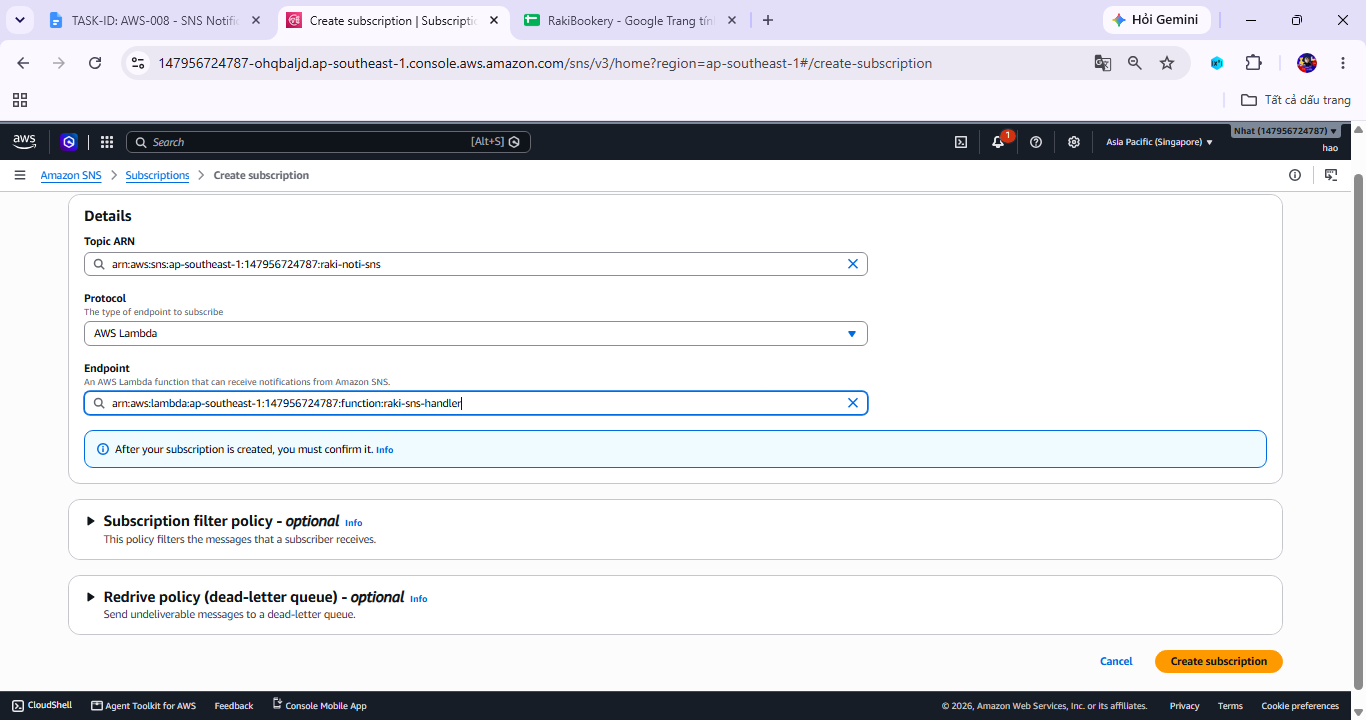 TASK-ID: AWS-008 - SNS Notific
Create subscription | Subscriptic
RakiBookery - Google Trang tính
Hỏi Gemini
147956724787-ohqbaljd.ap-southeast-1.console.aws.amazon.com/sns/v3/home?region=ap-southeast-1#/create-subscription
Tất cả dấu trang
aws
Search
[Alt+S]
1
Asia Pacific (Singapore)
Nhat (147956724787)
hao
Amazon SNS
Subscriptions
Create subscription
Details
Topic ARN
arn:aws:sns:ap-southeast-1:147956724787:raki-noti-sns
Protocol
The type of endpoint to subscribe
AWS Lambda
Endpoint
An AWS Lambda function that can receive notifications from Amazon SNS.
arn:aws:lambda:ap-southeast-1:147956724787:function:raki-sns-handler
After your subscription is created, you must confirm it. Info
Subscription filter policy - optional Info
This policy filters the messages that a subscriber receives.
Redrive policy (dead-letter queue) - optional Info
Send undeliverable messages to a dead-letter queue.
Cancel
Create subscription
CloudShell
Agent Toolkit for AWS
Feedback
Console Mobile App
© 2026, Amazon Web Services, Inc. or its affiliates.
Privacy
Terms
Cookie preferences